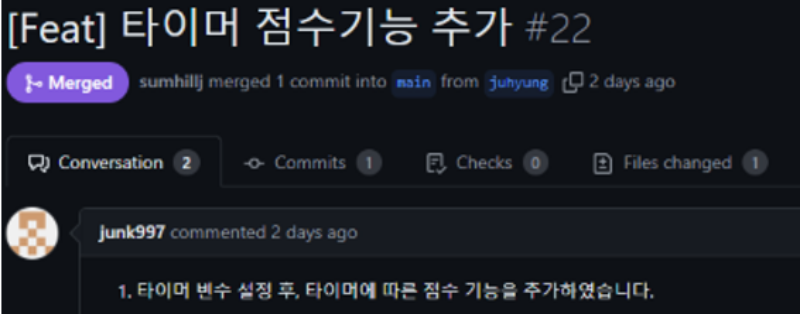 [Feat] 타이머 점수기능 추가 #22
Merged sumhillj merged 1 commit into main from juhyung 2 days ago
Conversation 2 Commits 1 Checks 0 Files changed 1
junk997 commented 2 days ago
1. 타이머 변수 설정 후, 타이머에 따른 점수 기능을 추가하였습니다.